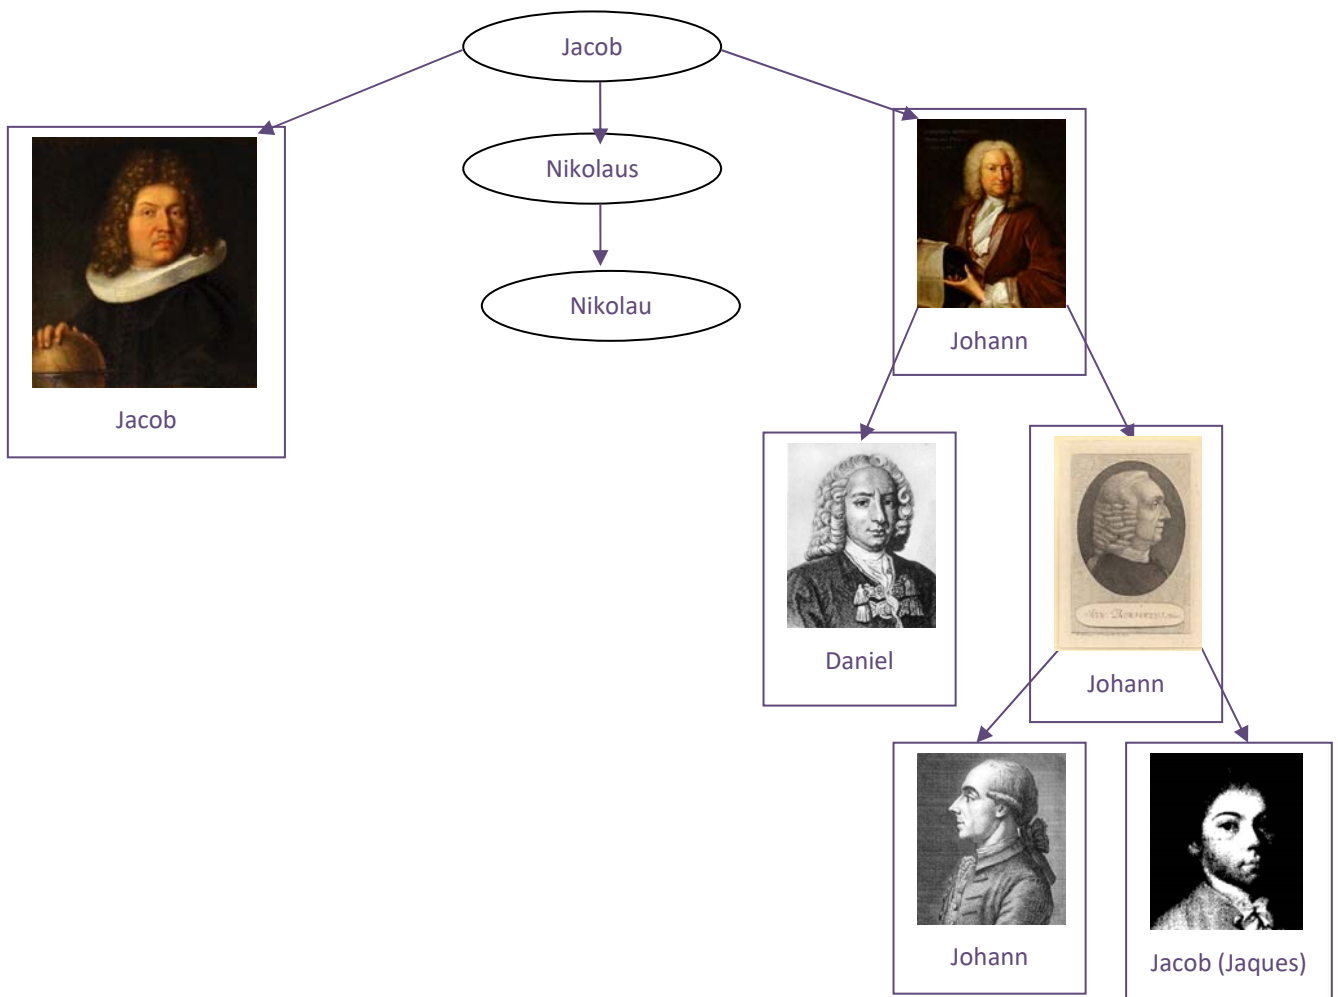 Jacob
Nikolaus
Nikolau
Jacob
Johann
Daniel
Johann
Johann
Jacob (Jaques)